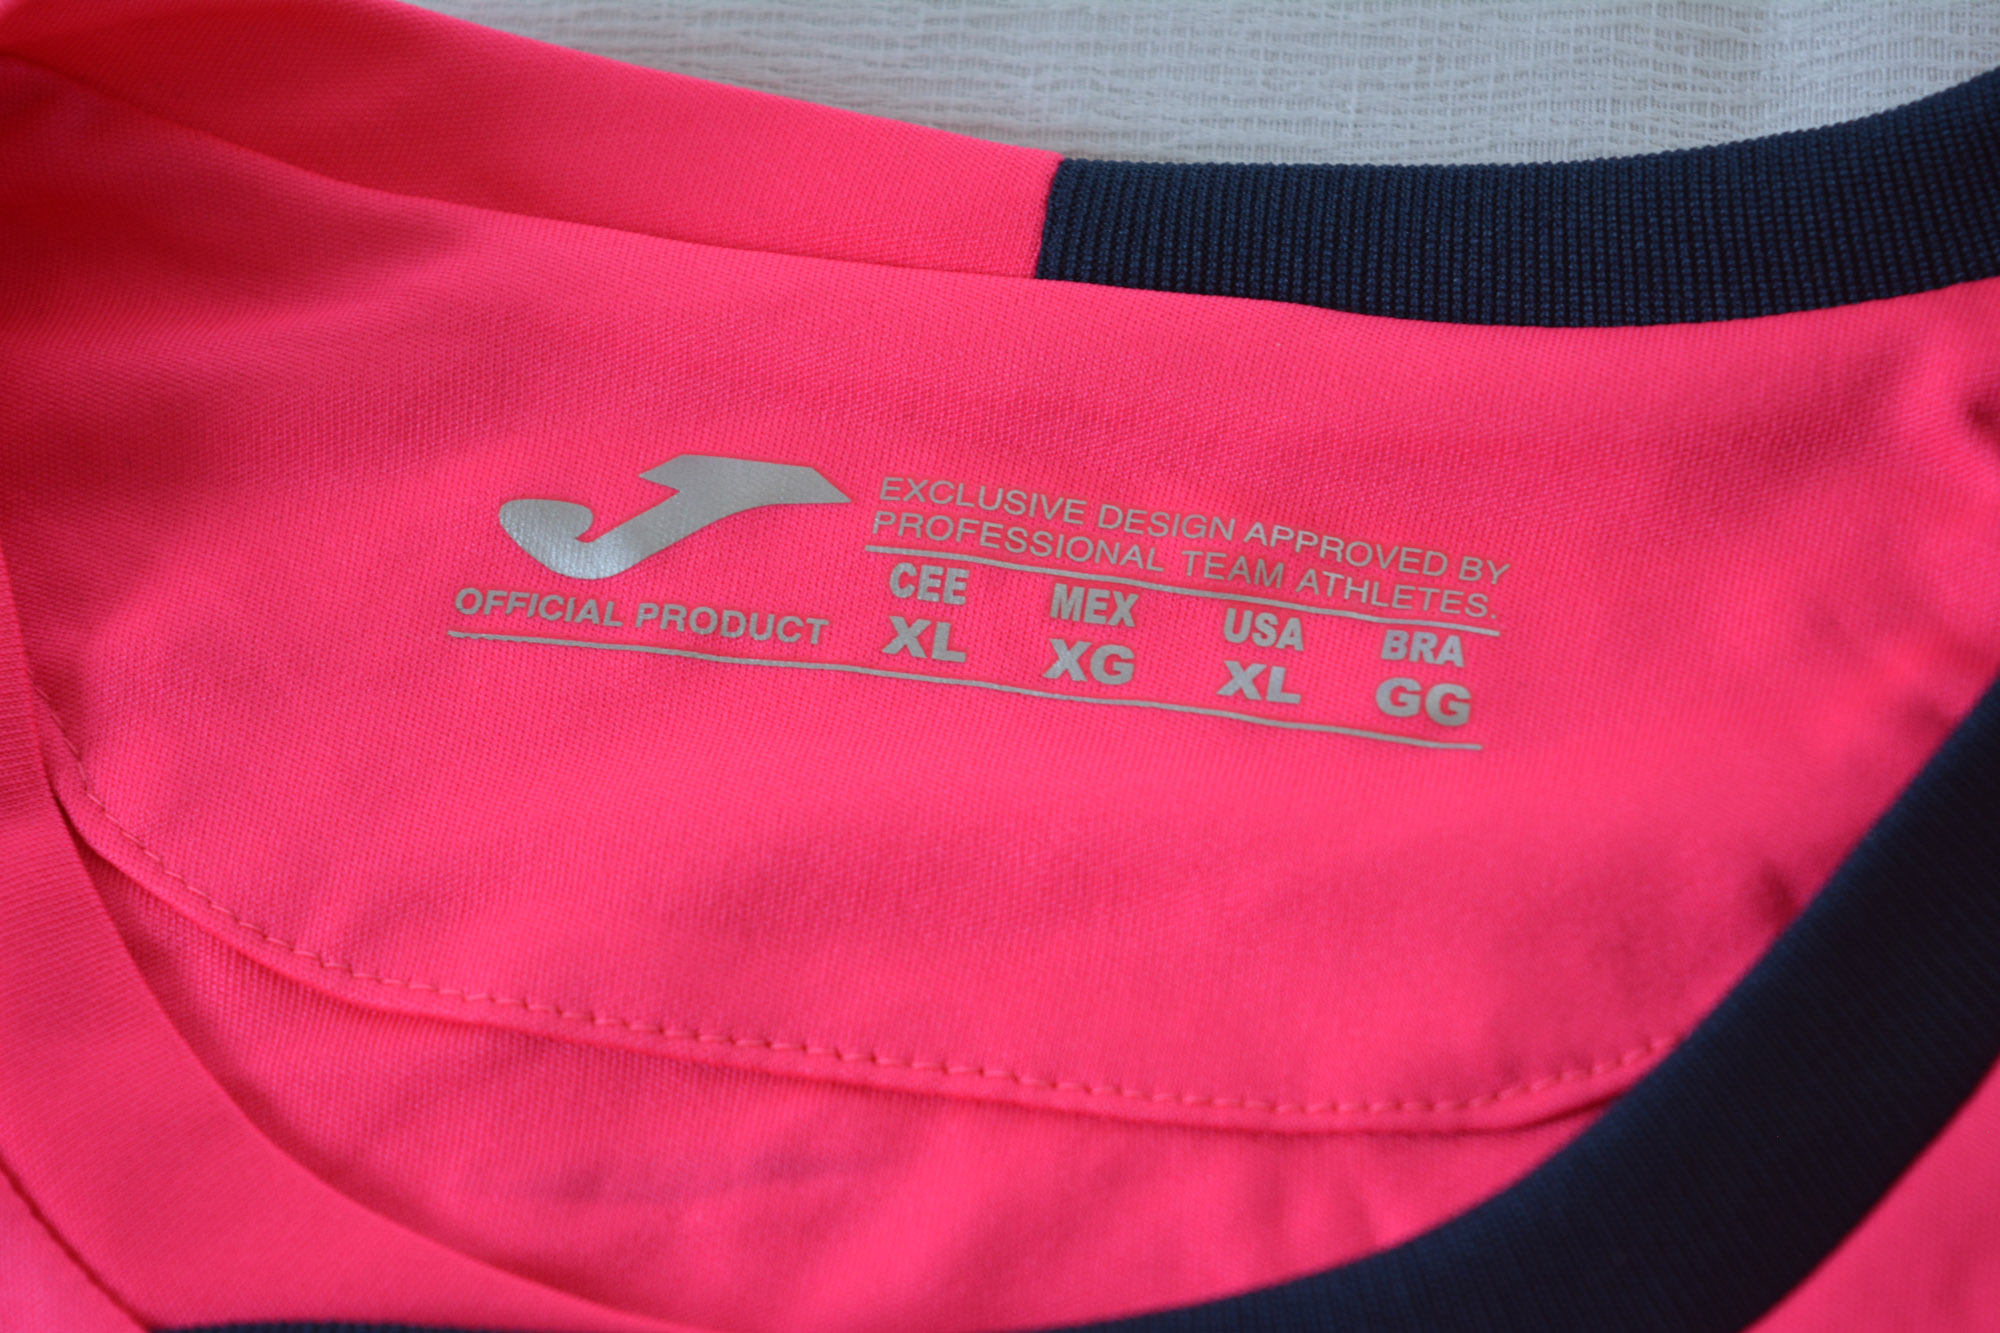 EXCLUSIVE DESIGN APPROVED BY
PROFESSIONAL TEAM ATHLETES.
OFFICIAL PRODUCT
CEE MEX USA BRA
XL XG XL GG